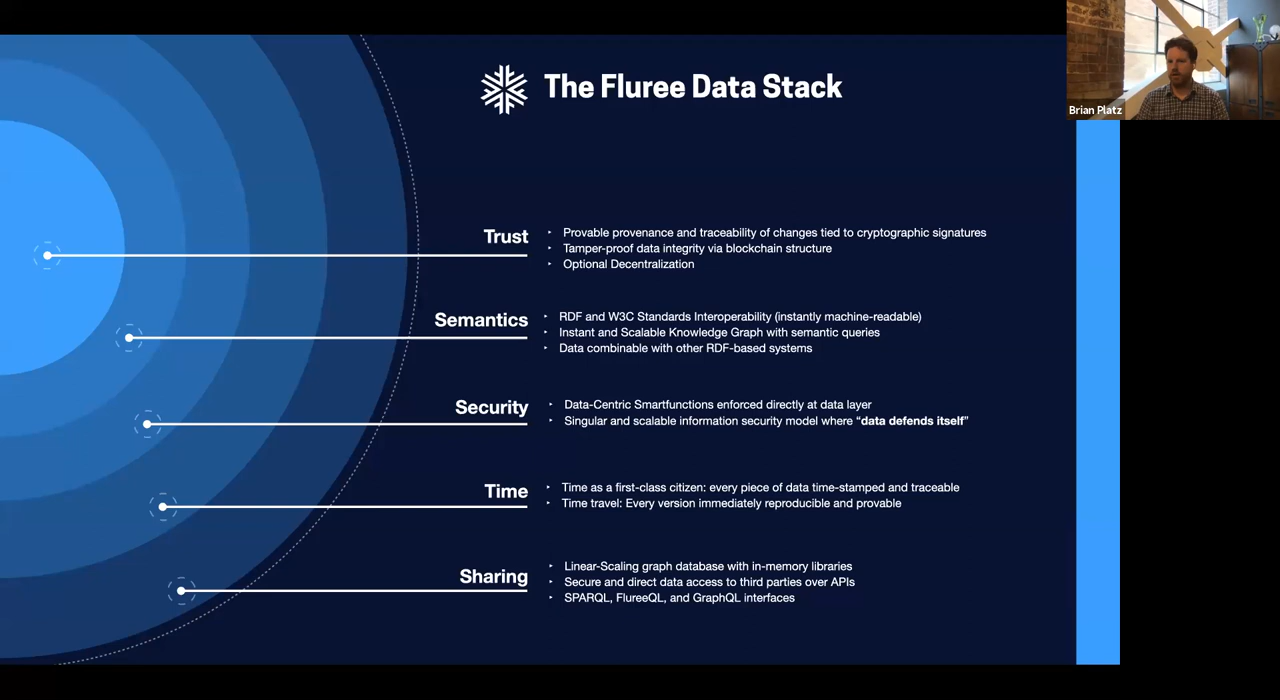 The Fluree Data Stack
Brian Platz
Trust
Provable provenance and traceability of changes tied to cryptographic signatures
Tamper-proof data integrity via blockchain structure
Optional Decentralization
Semantics
RDF and W3C Standards Interoperability (instantly machine-readable)
Instant and Scalable Knowledge Graph with semantic queries
Data combinable with other RDF-based systems
Security
Data-Centric Smartfunctions enforced directly at data layer
Singular and scalable information security model where “data defends itself”
Time
Time as a first-class citizen: every piece of data time-stamped and traceable
Time travel: Every version immediately reproducible and provable
Sharing
Linear-Scaling graph database with in-memory libraries
Secure and direct data access to third parties over APIs
SPARQL, FlureeQL, and GraphQL interfaces